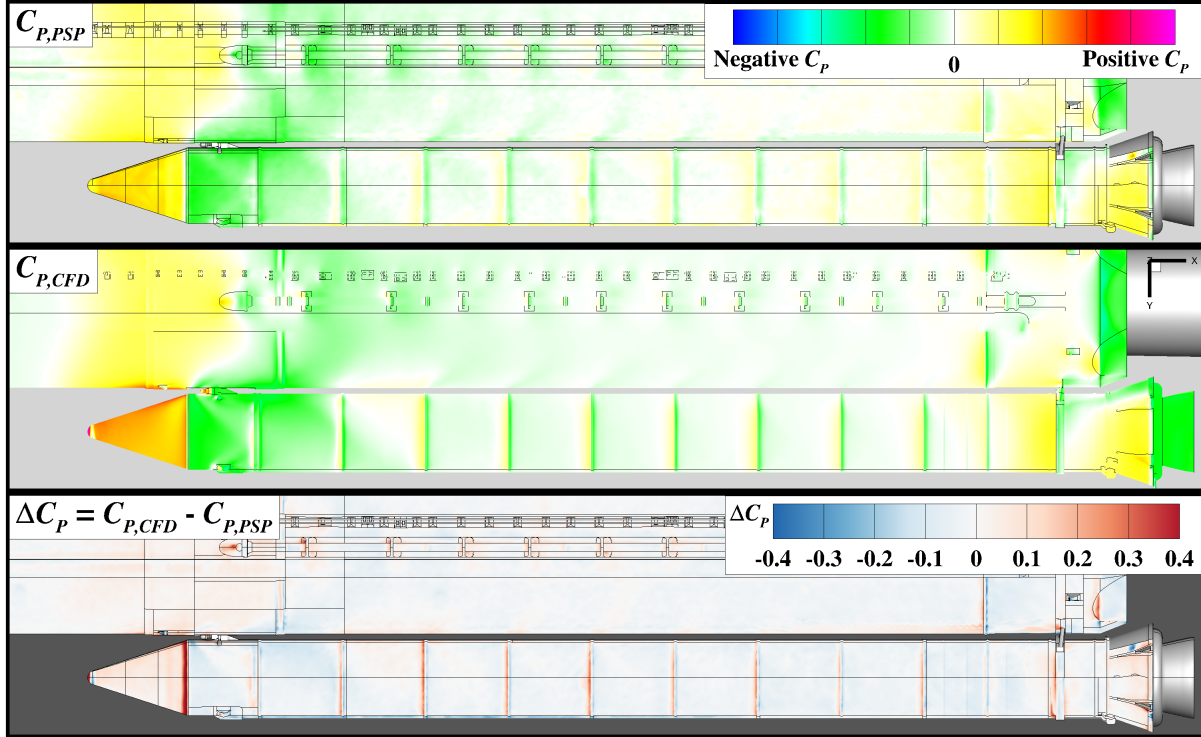 C_{P,PSP}
Negative C_P 0 Positive C_P
C_{P,CFD}
Z X
Y
ΔC_P = C_{P,CFD} - C_{P,PSP}
ΔC_P
-0.4 -0.3 -0.2 -0.1 0 0.1 0.2 0.3 0.4